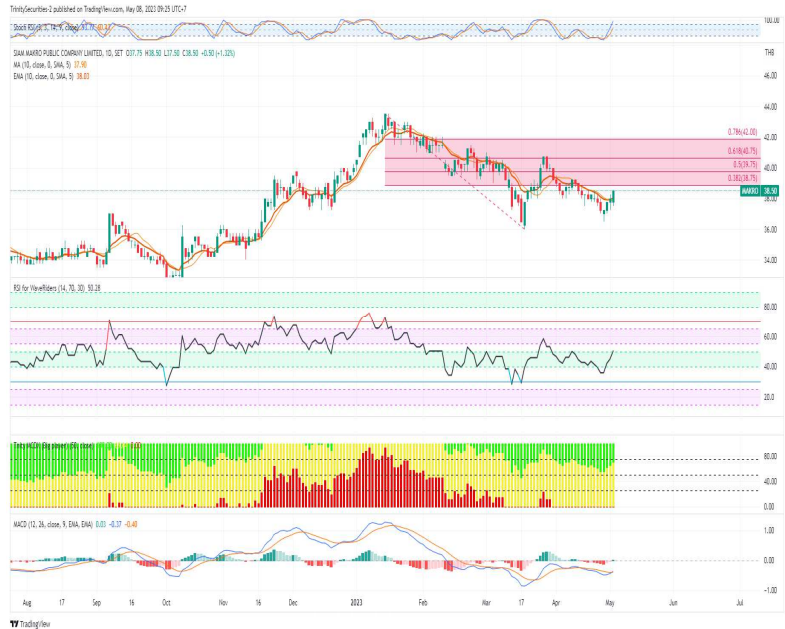 TrinitySecurities-2 published on TradingView.com, May 08, 2023 09:25 UTC+7
100.00
SIAM MAKRO PUBLIC COMPANY LIMITED, 1D, SET O37.75 H38.50 L37.50 C38.50 +0.50 (+1.32%)
THB
MA (10, close, 0, SMA, 5) 37.90
EMA (10, close, 0, SMA, 5) 38.03
46.00
44.00
0.786(42.00)
42.00
0.618(40.75)
40.00
0.5(39.75)
0.382(38.75)
MAKRO 38.50
38.00
36.00
34.00
RSI for WaveRiders (14, 70, 30) 50.28
80.00
60.00
40.00
20.0
80.00
40.00
0.00
MACD (12, 26, close, 9, EMA, EMA) 0.03 -0.37 -0.40
1.00
0.00
-1.00
Aug 17 Sep 16 Oct Nov 16 Dec 2023 Feb Mar 17 Apr May Jun Jul
TradingView